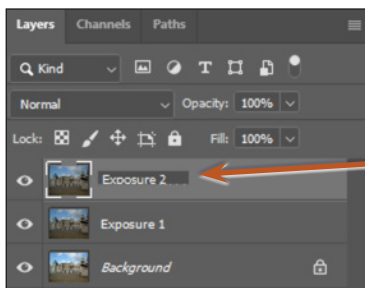 Layers Channels Paths
Kind T
Normal Opacity: 100%
Lock: Fill: 100%
Exposure 2
Exposure 1
Background